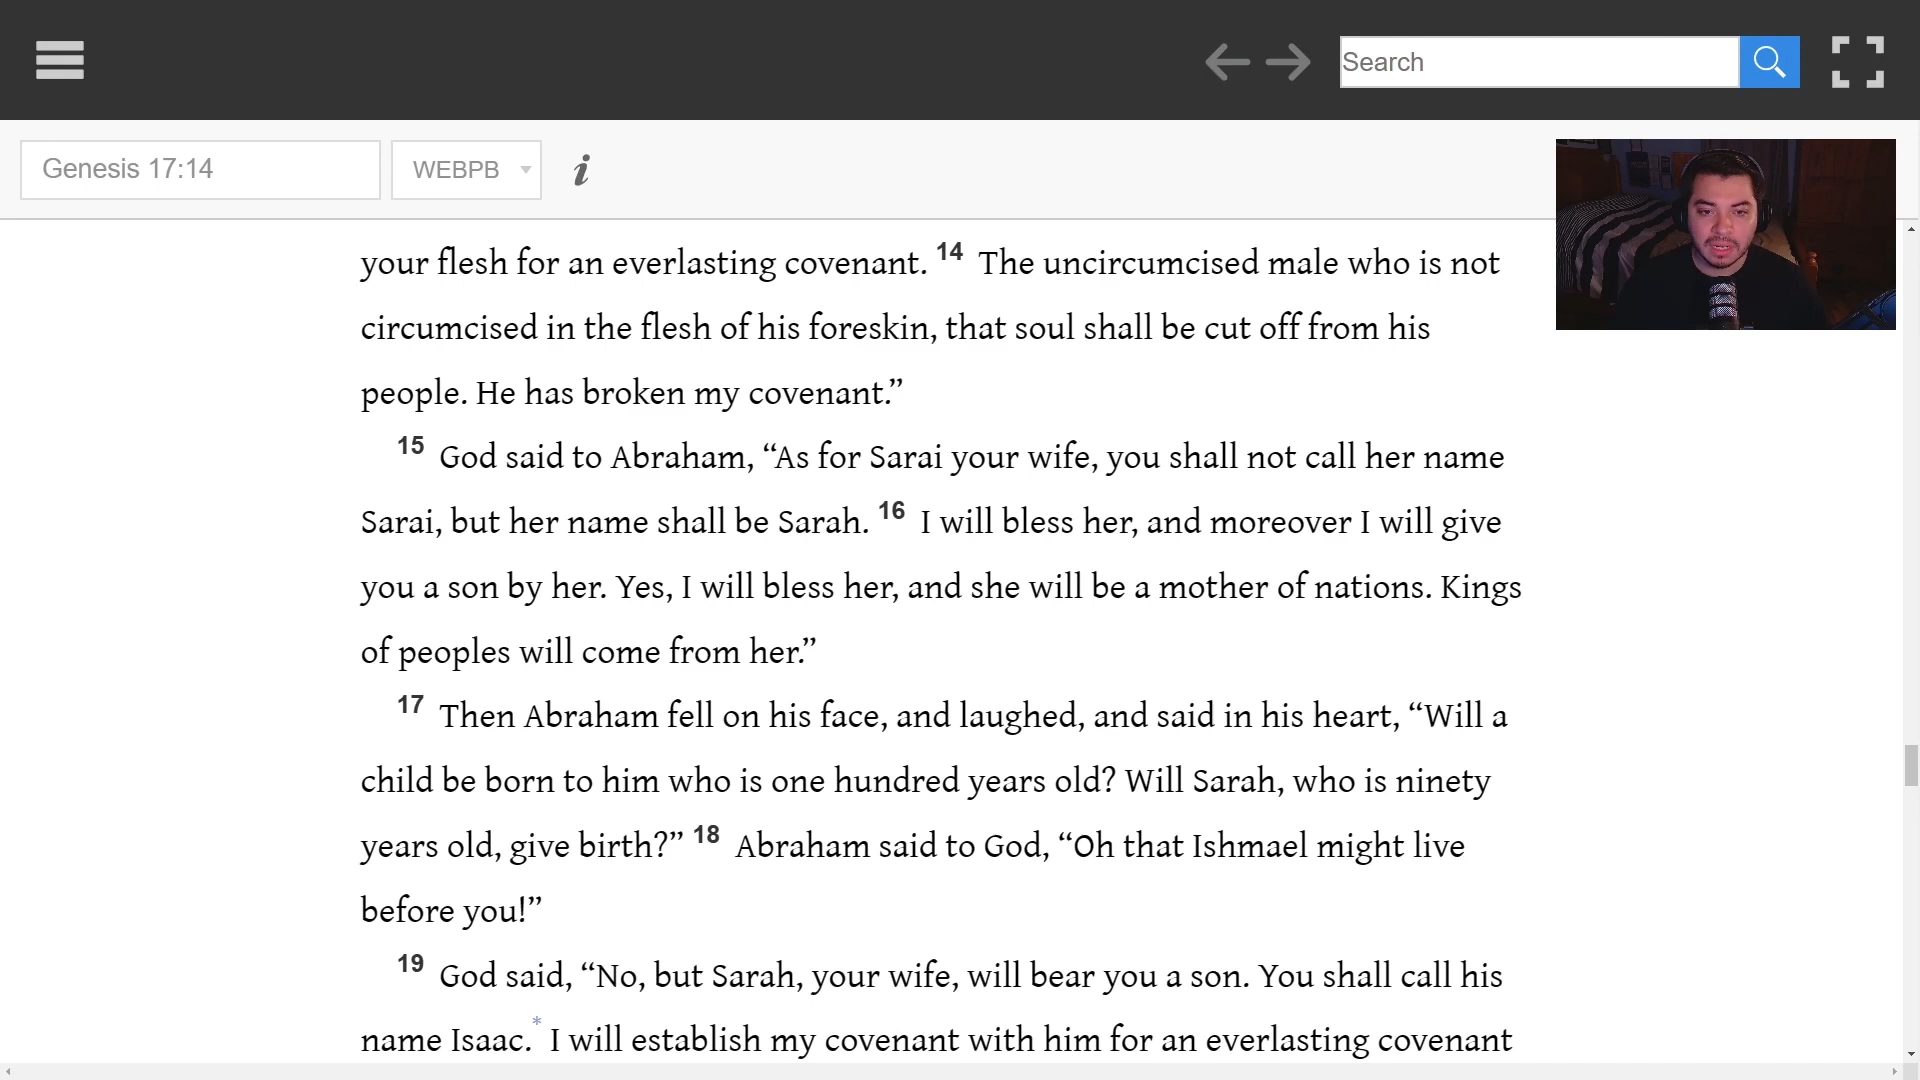 Search
Genesis 17:14
WEBPB
i
your flesh for an everlasting covenant. 14 The uncircumcised male who is not
circumcised in the flesh of his foreskin, that soul shall be cut off from his
people. He has broken my covenant.”
15 God said to Abraham, “As for Sarai your wife, you shall not call her name
Sarai, but her name shall be Sarah. 16 I will bless her, and moreover I will give
you a son by her. Yes, I will bless her, and she will be a mother of nations. Kings
of peoples will come from her.”
17 Then Abraham fell on his face, and laughed, and said in his heart, “Will a
child be born to him who is one hundred years old? Will Sarah, who is ninety
years old, give birth?” 18 Abraham said to God, “Oh that Ishmael might live
before you!”
19 God said, “No, but Sarah, your wife, will bear you a son. You shall call his
name Isaac.* I will establish my covenant with him for an everlasting covenant